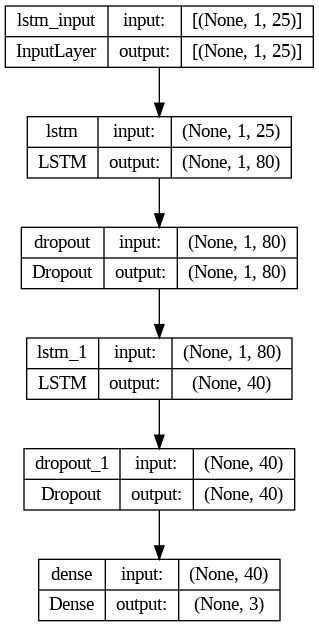 lstm_input input: [(None, 1, 25)]
InputLayer output: [(None, 1, 25)]
lstm input: (None, 1, 25)
LSTM output: (None, 1, 80)
dropout input: (None, 1, 80)
Dropout output: (None, 1, 80)
lstm_1 input: (None, 1, 80)
LSTM output: (None, 40)
dropout_1 input: (None, 40)
Dropout output: (None, 40)
dense input: (None, 40)
Dense output: (None, 3)